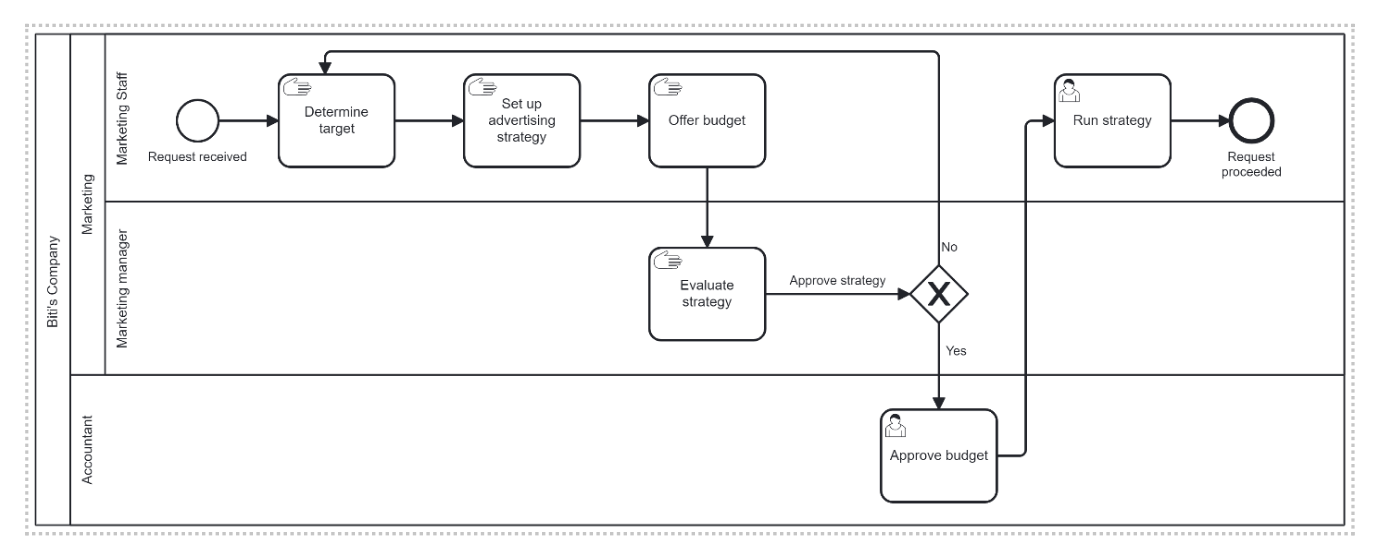 Biti's Company
Marketing
Marketing Staff
Request received
Determine
target
Set up
advertising
strategy
Offer budget
Run strategy
Request
proceeded
Marketing manager
Evaluate
strategy
Approve strategy
No
Yes
Accountant
Approve budget